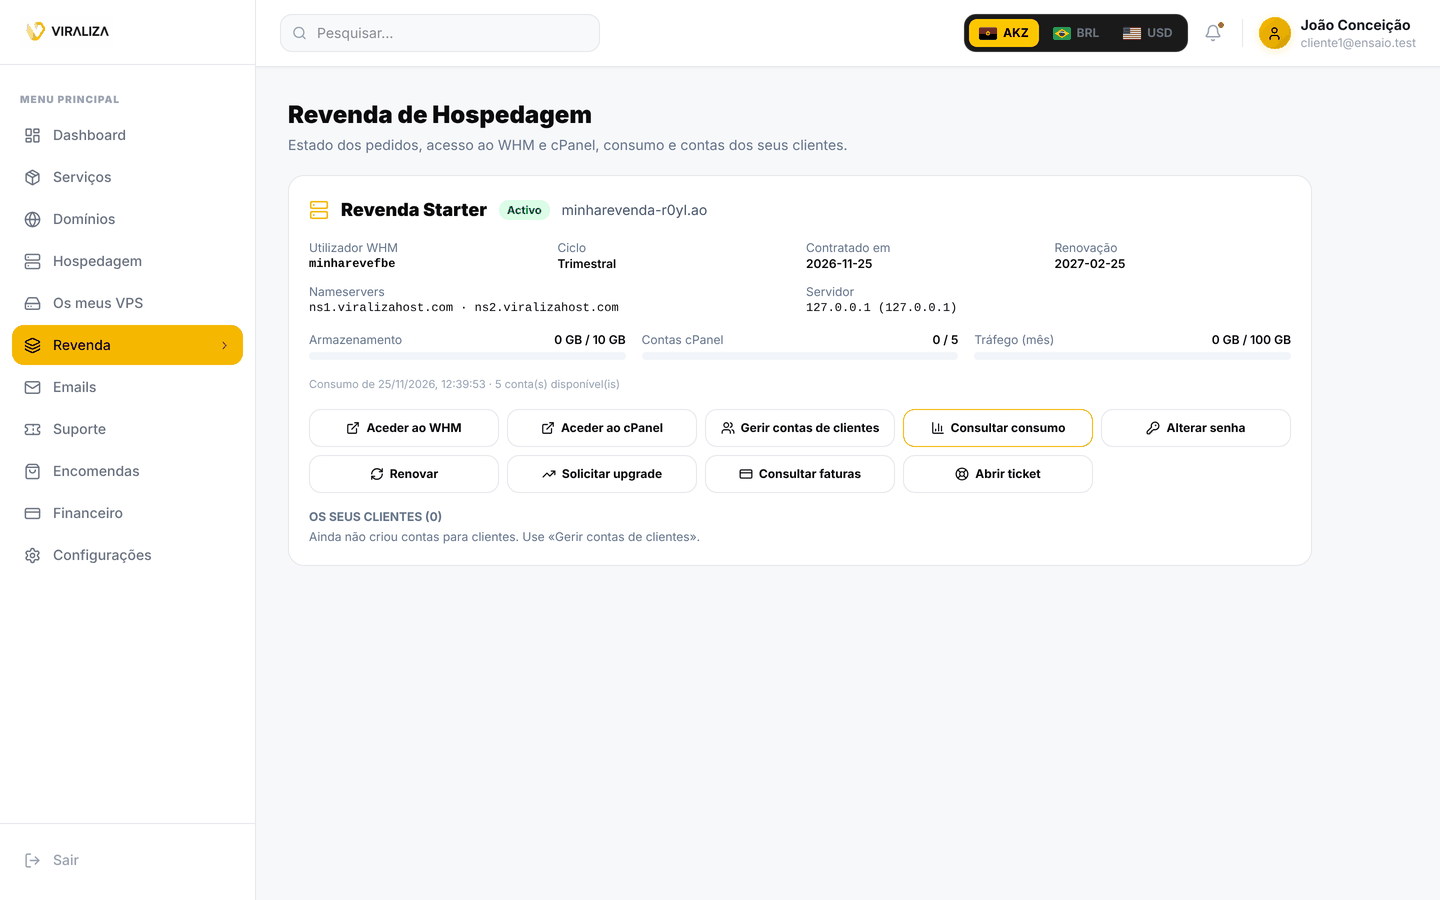 VIRALIZA
Pesquisar...
AKZ
BRL
USD
João Conceição
cliente1@ensaio.test
MENU PRINCIPAL
Dashboard
Serviços
Domínios
Hospedagem
Os meus VPS
Revenda
Emails
Suporte
Encomendas
Financeiro
Configurações
Sair
Revenda de Hospedagem
Estado dos pedidos, acesso ao WHM e cPanel, consumo e contas dos seus clientes.
Revenda Starter Activo minharevenda-r0yl.ao
Utilizador WHM Ciclo Contratado em Renovação
minharevefbe Trimestral 2026-11-25 2027-02-25
Nameservers Servidor
ns1.viralizahost.com · ns2.viralizahost.com 127.0.0.1 (127.0.0.1)
Armazenamento 0 GB / 10 GB Contas cPanel 0 / 5 Tráfego (mês) 0 GB / 100 GB
Consumo de 25/11/2026, 12:39:53 · 5 conta(s) disponível(is)
Aceder ao WHM Aceder ao cPanel Gerir contas de clientes Consultar consumo Alterar senha
Renovar Solicitar upgrade Consultar faturas Abrir ticket
OS SEUS CLIENTES (0)
Ainda não criou contas para clientes. Use «Gerir contas de clientes».